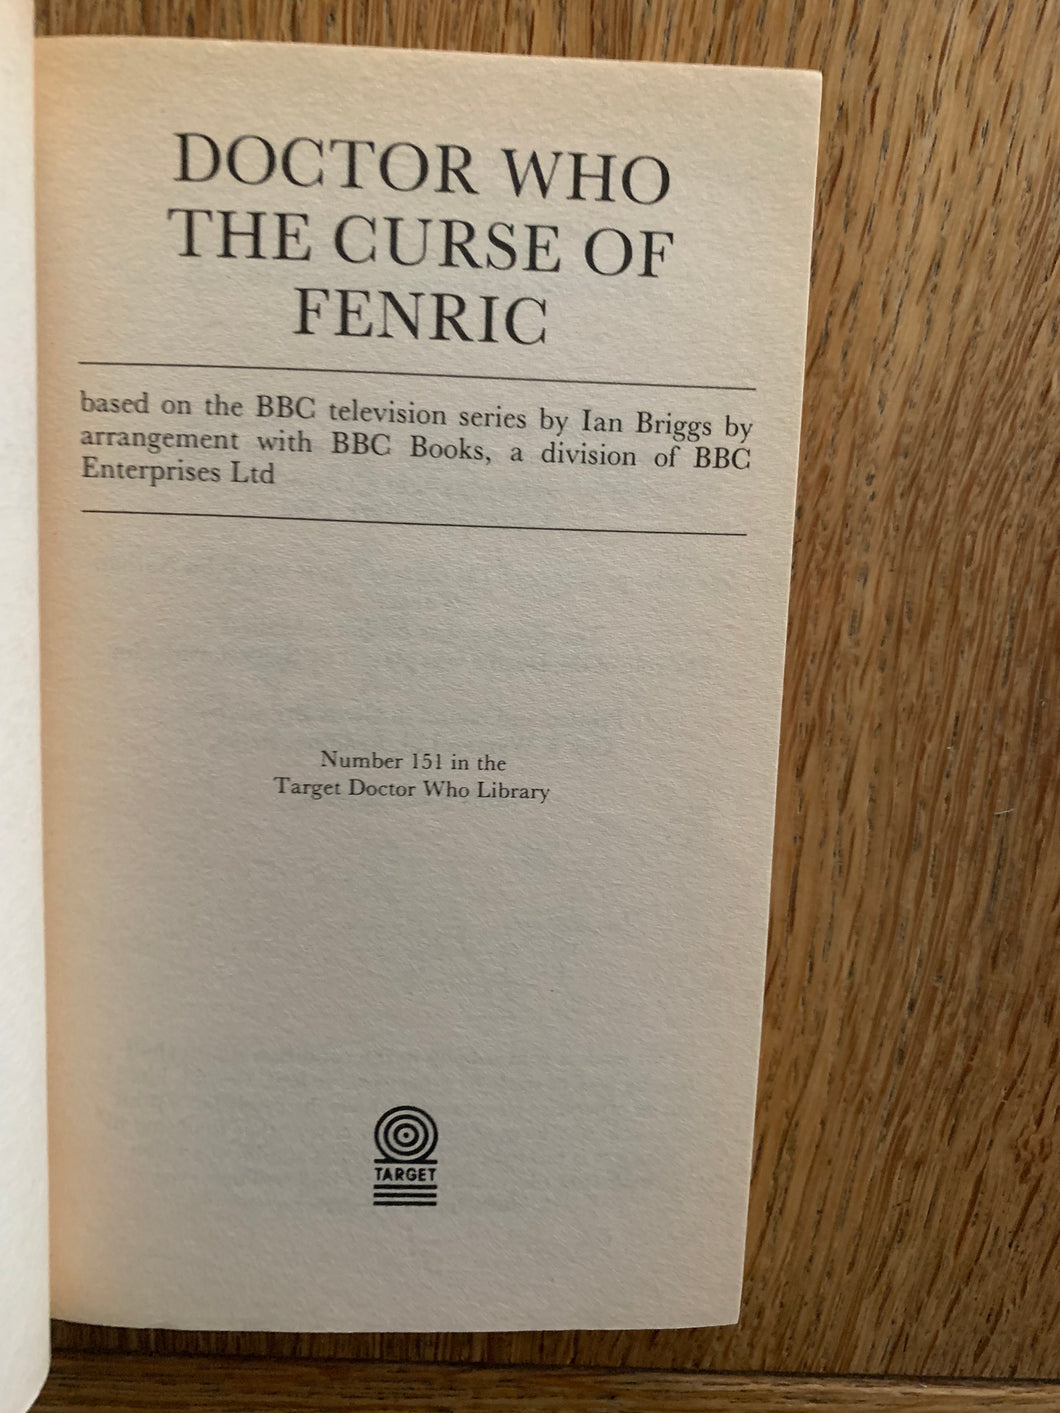 DOCTOR WHO
THE CURSE OF
FENRIC
based on the BBC television series by Ian Briggs by
arrangement with BBC Books, a division of BBC
Enterprises Ltd
Number 151 in the
Target Doctor Who Library
TARGET